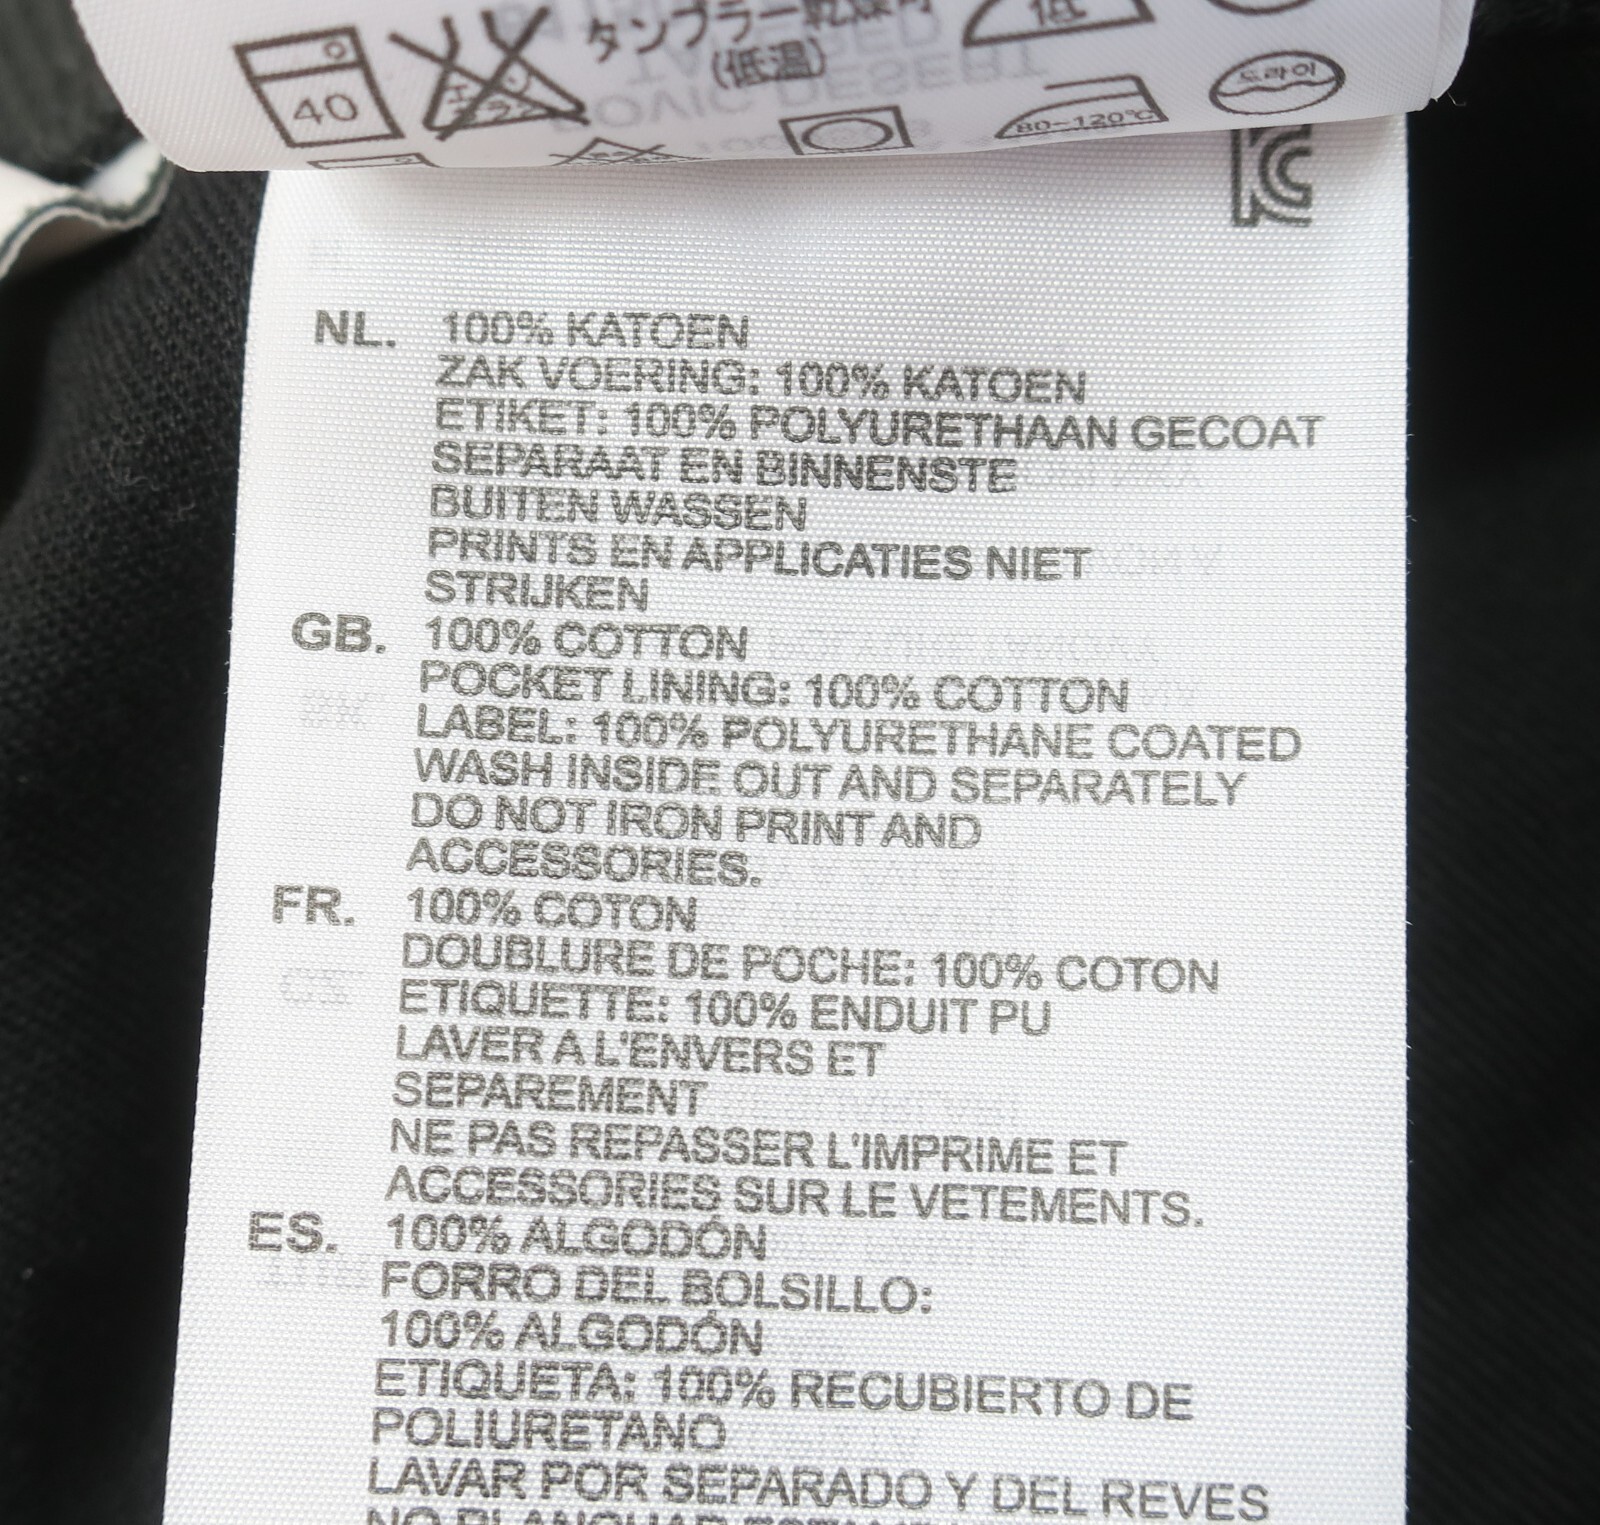 40
タンブラー乾燥
(低温)
低
80~120℃
드라이
NL. 100% KATOEN
ZAK VOERING: 100% KATOEN
ETIKET: 100% POLYURETHAAN GECOAT
SEPARAAT EN BINNENSTE
BUITEN WASSEN
PRINTS EN APPLICATIES NIET
STRIJKEN
GB. 100% COTTON
POCKET LINING: 100% COTTON
LABEL: 100% POLYURETHANE COATED
WASH INSIDE OUT AND SEPARATELY
DO NOT IRON PRINT AND
ACCESSORIES.
FR. 100% COTON
DOUBLURE DE POCHE: 100% COTON
ETIQUETTE: 100% ENDUIT PU
LAVER A L'ENVERS ET
SEPAREMENT
NE PAS REPASSER L'IMPRIME ET
ACCESSORIES SUR LE VETEMENTS.
ES. 100% ALGODÓN
FORRO DEL BOLSILLO:
100% ALGODÓN
ETIQUETA: 100% RECUBIERTO DE
POLIURETANO
LAVAR POR SEPARADO Y DEL REVES
NO PLANCHAR